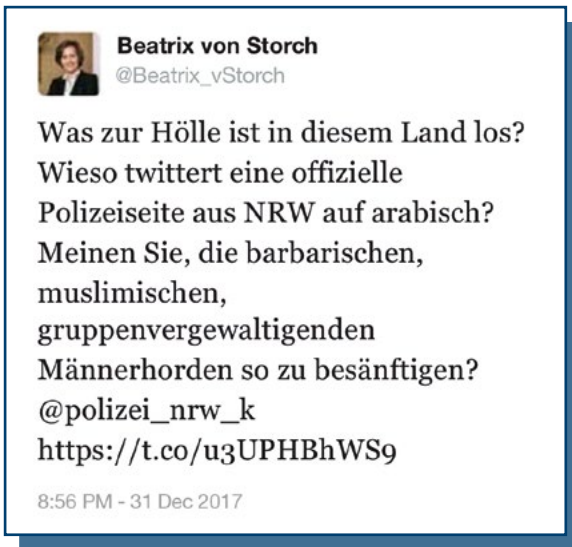 Beatrix von Storch
@Beatrix_vStorch
Was zur Hölle ist in diesem Land los?
Wieso twittert eine offizielle
Polizeiseite aus NRW auf arabisch?
Meinen Sie, die barbarischen,
muslimischen,
gruppenvergewaltigenden
Männerhorden so zu besänftigen?
@polizei_nrw_k
https://t.co/u3UPHBhWS9
8:56 PM - 31 Dec 2017